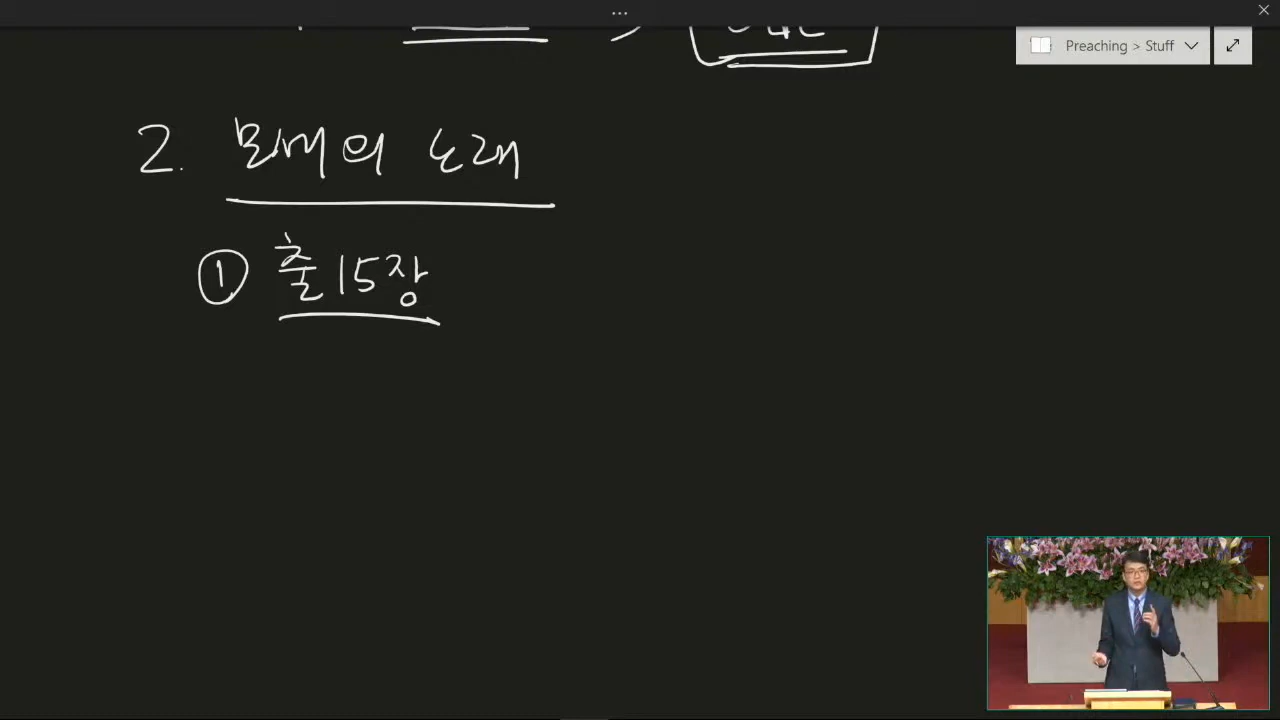 Preaching > Stuff
2. 모세의 노래
① 출15장